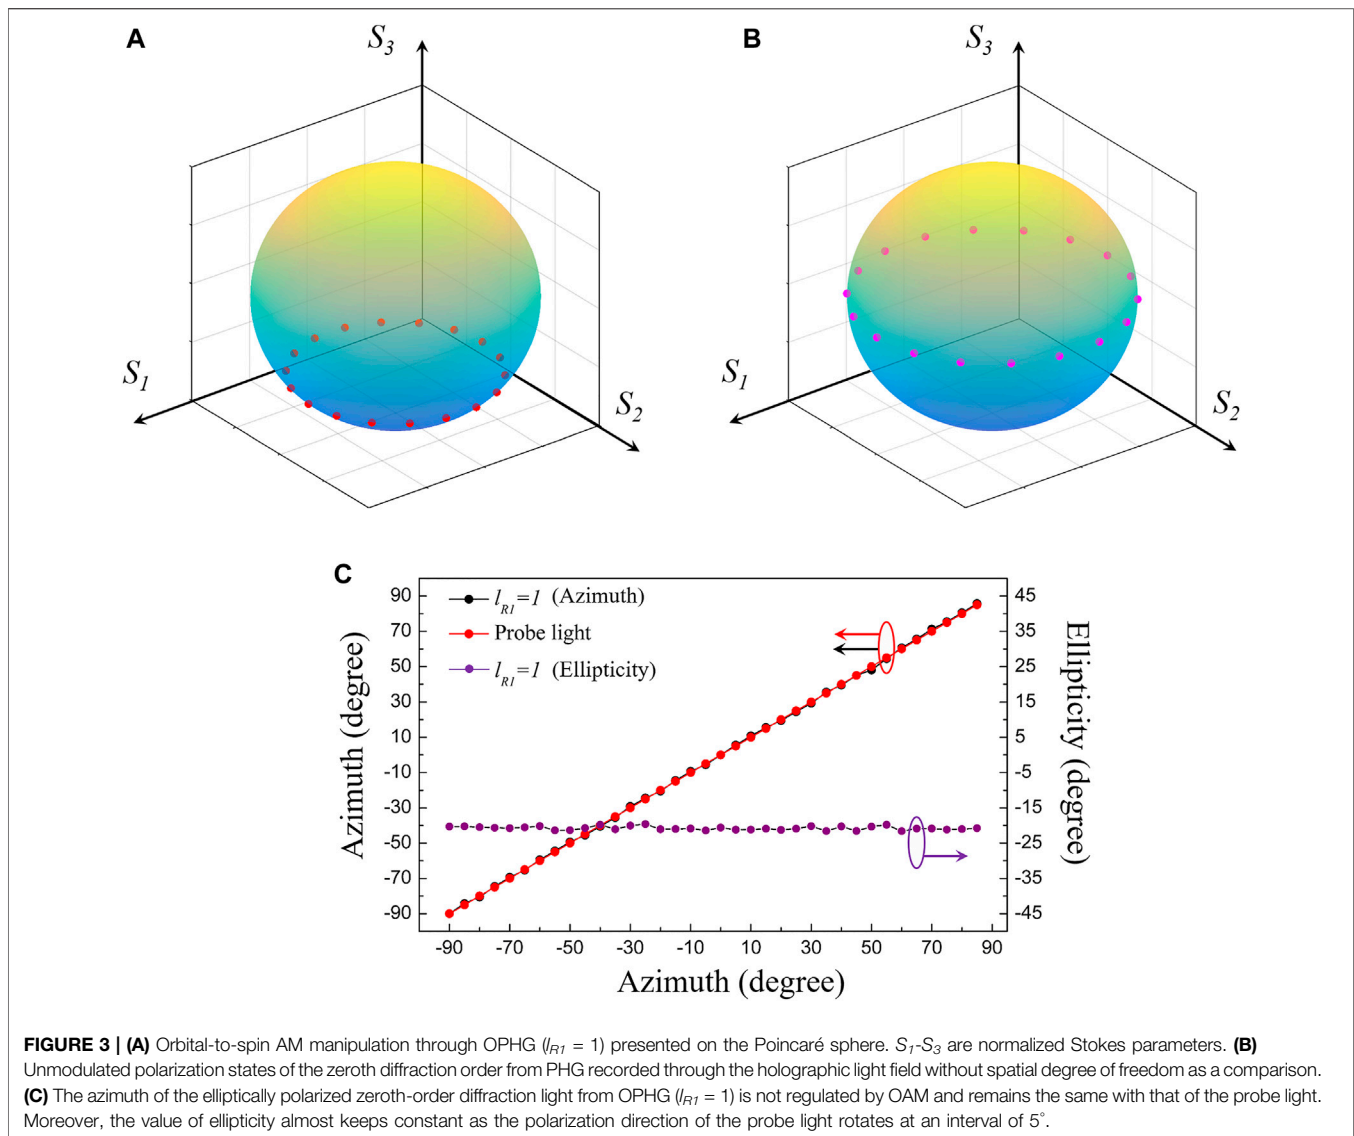 A
S3
S1
S2
B
S3
S1
S2
C
lR1=1 (Azimuth)
Probe light
lR1=1 (Ellipticity)
90
70
50
30
10
-10
-30
-50
-70
-90
Azimuth (degree)
45
35
25
15
5
-5
-15
-25
-35
-45
Ellipticity (degree)
-90 -70 -50 -30 -10 10 30 50 70 90
Azimuth (degree)
FIGURE 3 | (A) Orbital-to-spin AM manipulation through OPHG (lR1 = 1) presented on the Poincaré sphere. S1-S3 are normalized Stokes parameters. (B)
Unmodulated polarization states of the zeroth diffraction order from PHG recorded through the holographic light field without spatial degree of freedom as a comparison.
(C) The azimuth of the elliptically polarized zeroth-order diffraction light from OPHG (lR1 = 1) is not regulated by OAM and remains the same with that of the probe light.
Moreover, the value of ellipticity almost keeps constant as the polarization direction of the probe light rotates at an interval of 5°.